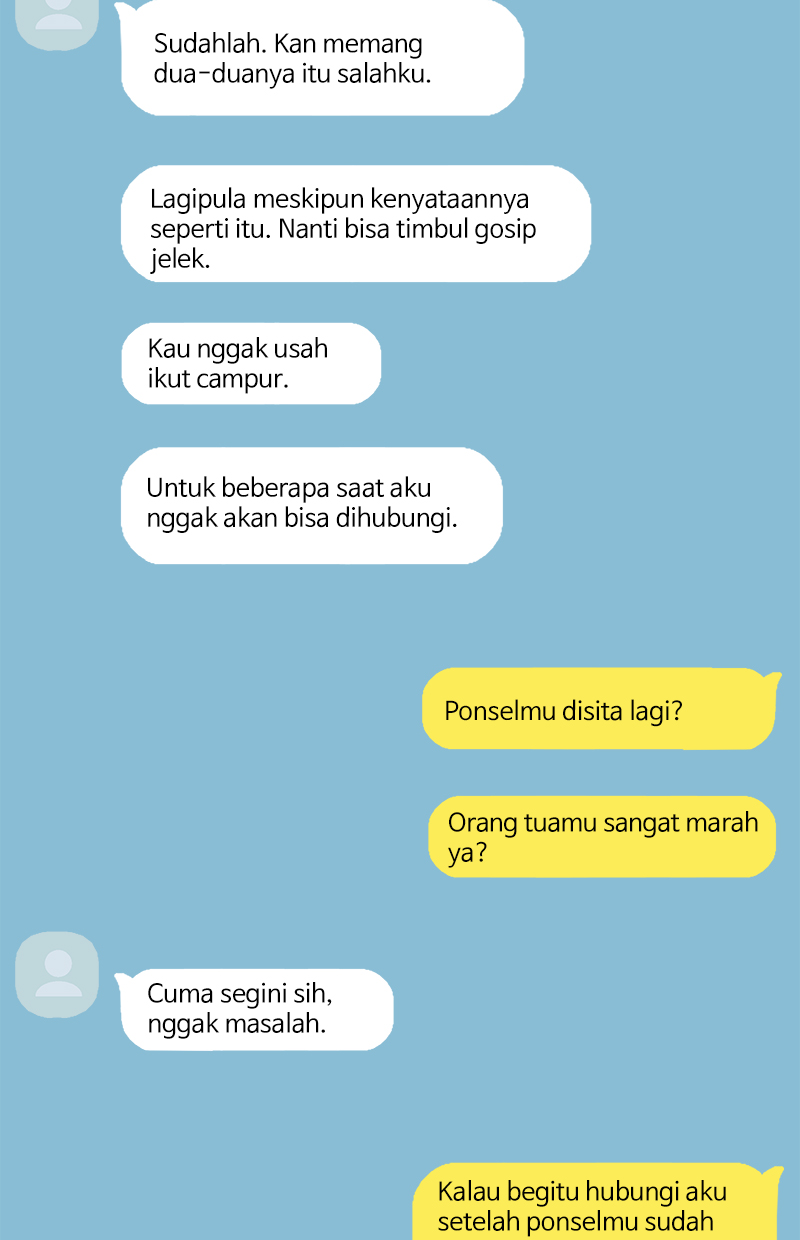 Sudahlah. Kan memang
dua-duanya itu salahku.
Lagipula meskipun kenyataannya
seperti itu. Nanti bisa timbul gosip
jelek.
Kau nggak usah
ikut campur.
Untuk beberapa saat aku
nggak akan bisa dihubungi.
Ponselmu disita lagi?
Orang tuamu sangat marah
ya?
Cuma segini sih,
nggak masalah.
Kalau begitu hubungi aku
setelah ponselmu sudah